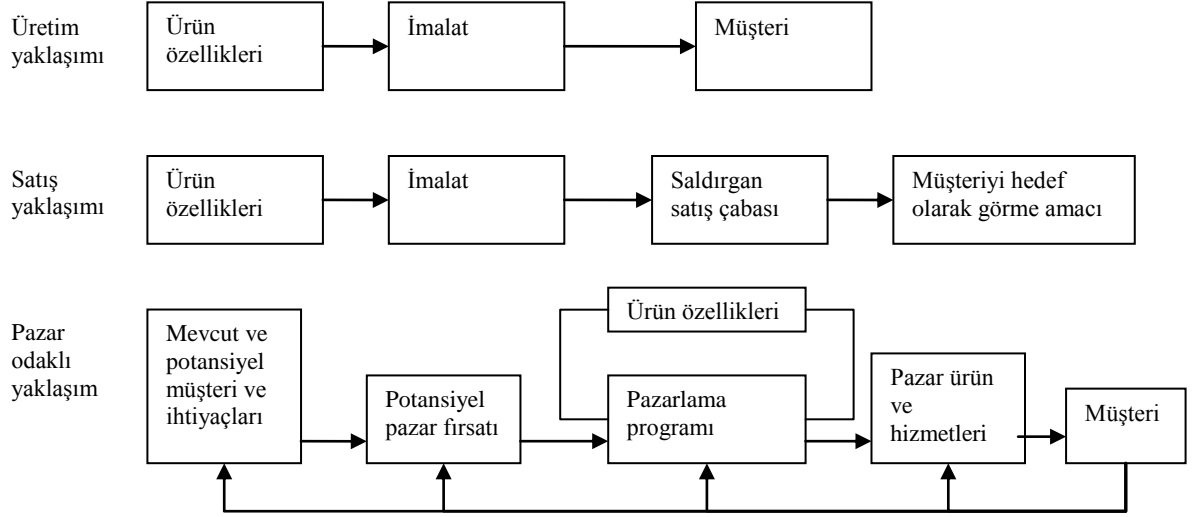 Üretim
yaklaşımı
Ürün
özellikleri
İmalat
Müşteri
Satış
yaklaşımı
Ürün
özellikleri
İmalat
Saldırgan
satış çabası
Müşteriyi hedef
olarak görme amacı
Pazar
odaklı
yaklaşım
Mevcut ve
potansiyel
müşteri ve
ihtiyaçları
Potansiyel
pazar fırsatı
Ürün özellikleri
Pazarlama
programı
Pazar ürün
ve
hizmetleri
Müşteri